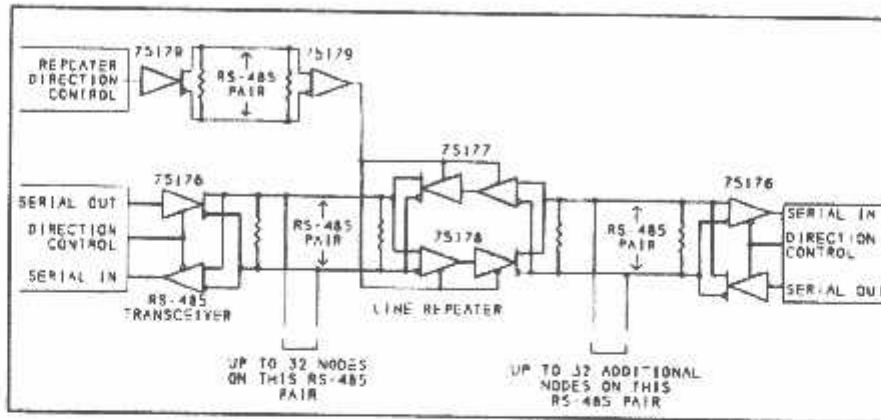 75179
75179
REPEATER
DIRECTION
CONTROL
RS-485
PAIR
75177
75176
75176
SERIAL OUT
DIRECTION
CONTROL
SERIAL IN
RS-485
TRANSCEIVER
RS-485
PAIR
75178
LINE REPEATER
RS-485
PAIR
SERIAL IN
DIRECTION
CONTROL
SERIAL OUT
UP TO 32 NODES
ON THIS RS-485
PAIR
UP TO 32 ADDITIONAL
NODES ON THIS
RS-485 PAIR